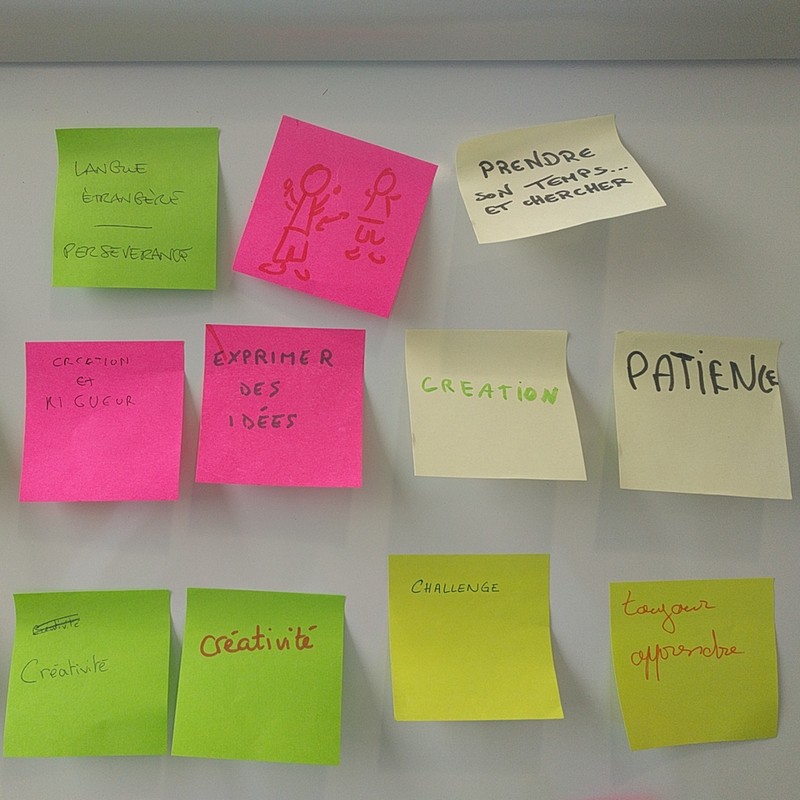 LANGUE
ÉTRANGÈRE
PERSEVERANCE
PRENDRE
SON TEMPS...
ET CHERCHER
CREATION
ET
RIGUEUR
EXPRIMER
DES
IDÉES
CREATION
PATIENCE
Créativité
Créativité
créativité
CHALLENGE
toujour
apprendre